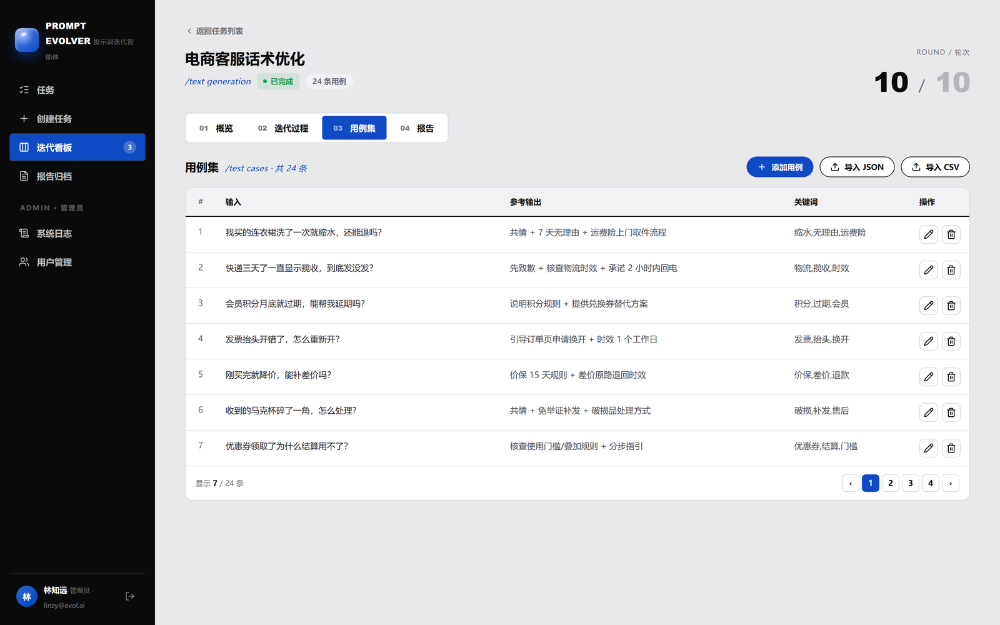 PROMPT
EVOLVER 提示词迭代智
能体
任务
创建任务
迭代看板 3
报告归档
ADMIN • 管理员
系统日志
用户管理
林
林知远 管理员 ·
linzy@evol.ai
‹ 返回任务列表
电商客服话术优化
/text generation
已完成
24 条用例
ROUND / 轮次
10 / 10
01 概览
02 迭代过程
03 用例集
04 报告
用例集 /test cases · 共 24 条
添加用例
导入 JSON
导入 CSV
# 输入 参考输出 关键词 操作
1 我买的连衣裙洗了一次就缩水，还能退吗？ 共情 + 7 天无理由 + 运费险上门取件流程 缩水,无理由,运费险
2 快递三天了一直显示揽收，到底发没发？ 先致歉 + 核查物流时效 + 承诺 2 小时内回电 物流,揽收,时效
3 会员积分月底就过期，能帮我延期吗？ 说明积分规则 + 提供兑换券替代方案 积分,过期,会员
4 发票抬头开错了，怎么重新开？ 引导订单页申请换开 + 时效 1 个工作日 发票,抬头,换开
5 刚买完就降价，能补差价吗？ 价保 15 天规则 + 差价原路退回时效 价保,差价,退款
6 收到的马克杯碎了一角，怎么处理？ 共情 + 免举证补发 + 破损品处理方式 破损,补发,售后
7 优惠券领取了为什么结算用不了？ 核查使用门槛/叠加规则 + 分步指引 优惠券,结算,门槛
显示 7 / 24 条
‹ 1 2 3 4 ›